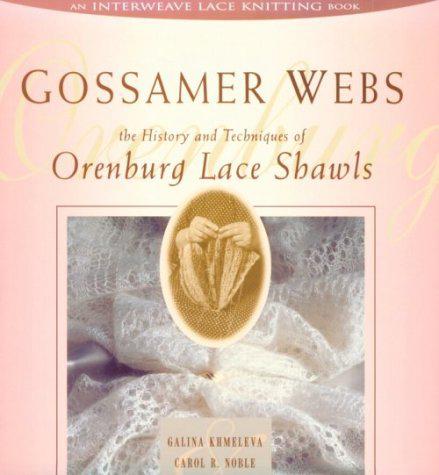 AN INTERWEAVE LACE KNITTING BOOK
Orenburg
GOSSAMER WEBS
the History and Techniques of
Orenburg Lace Shawls
GALINA KHMELEVA
&
CAROL R. NOBLE